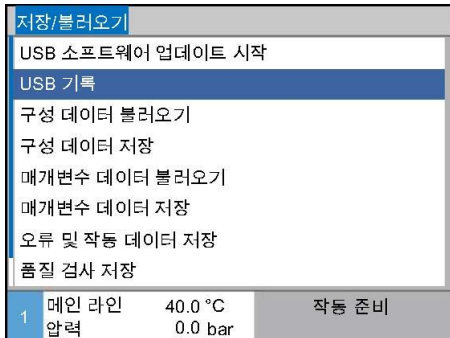 저장/불러오기
USB 소프트웨어 업데이트 시작
USB 기록
구성 데이터 불러오기
구성 데이터 저장
매개변수 데이터 불러오기
매개변수 데이터 저장
오류 및 작동 데이터 저장
품질 검사 저장
1 메인 라인 40.0 °C 작동 준비
압력 0.0 bar